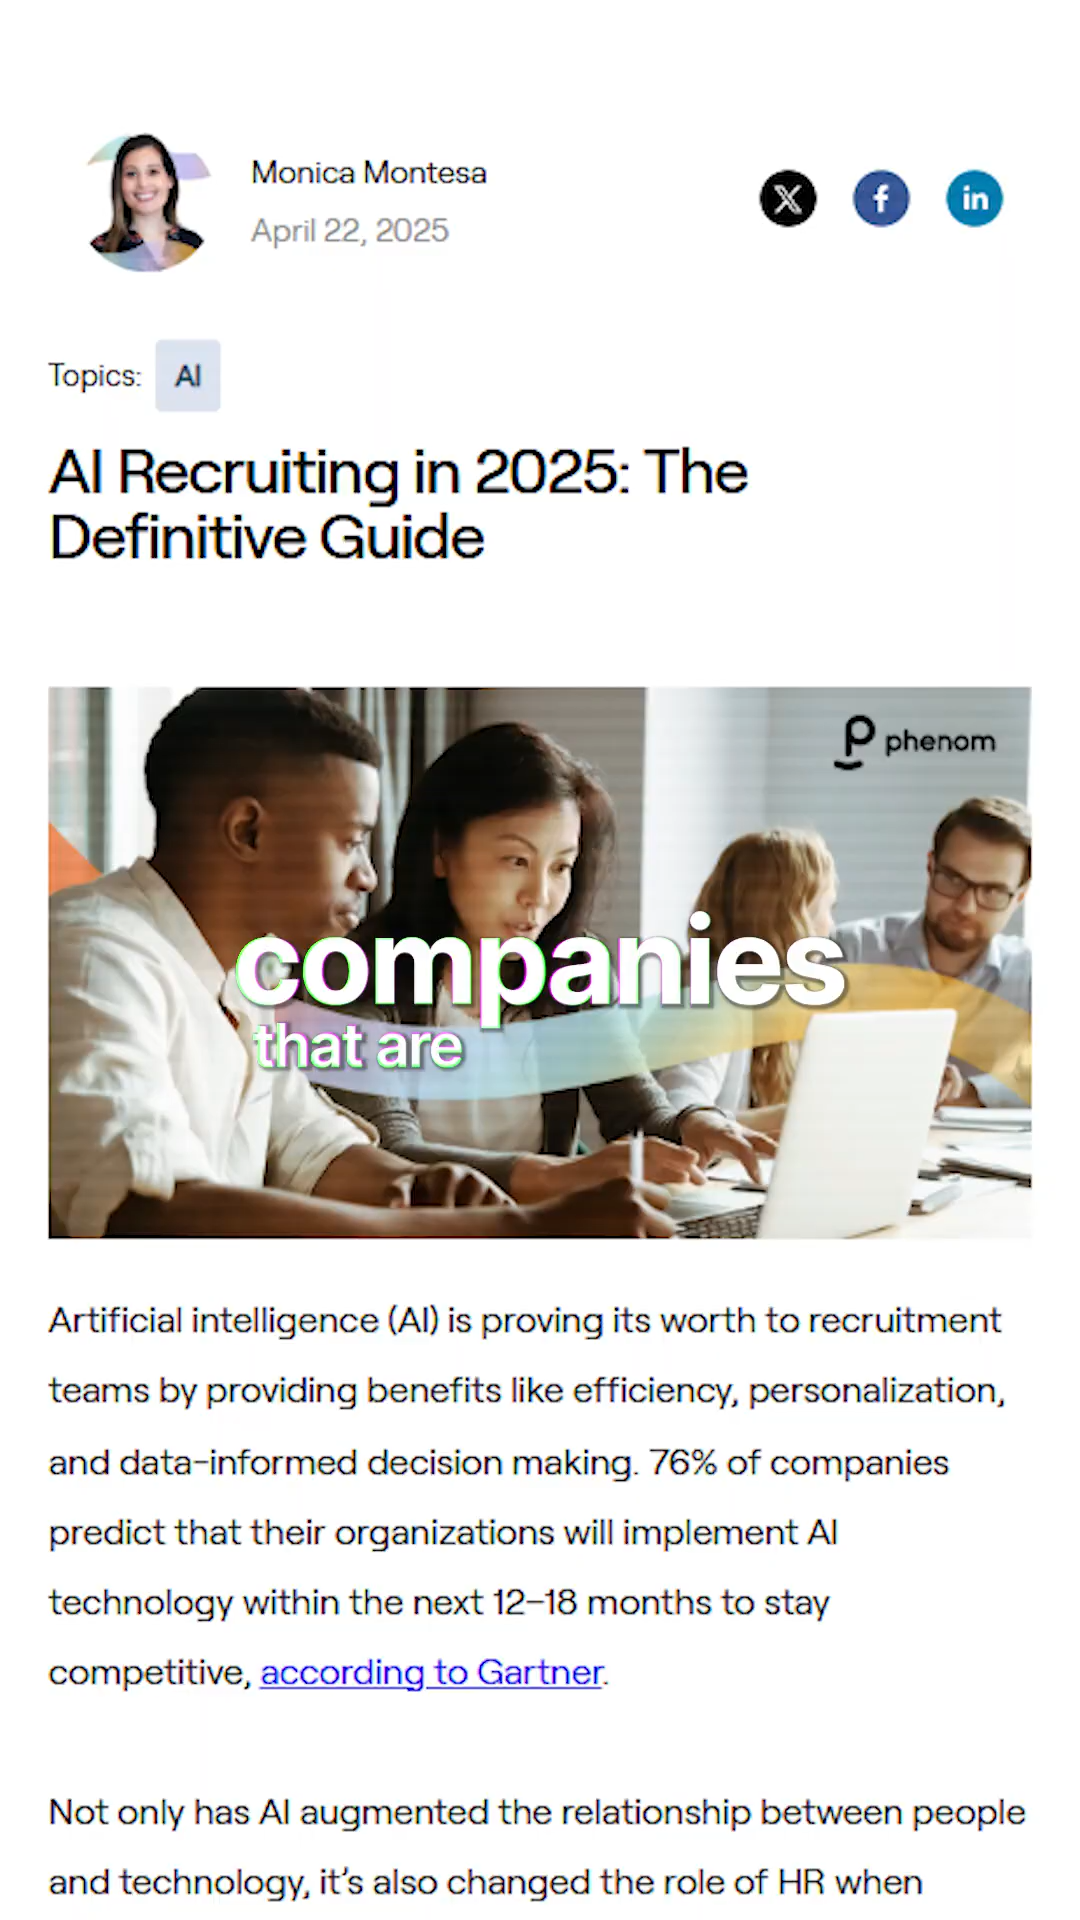 Monica Montesa
April 22, 2025
Topics: AI
AI Recruiting in 2025: The
Definitive Guide
phenom
companies
that are
Artificial intelligence (AI) is proving its worth to recruitment
teams by providing benefits like efficiency, personalization,
and data-informed decision making. 76% of companies
predict that their organizations will implement AI
technology within the next 12–18 months to stay
competitive, according to Gartner.
Not only has AI augmented the relationship between people
and technology, it’s also changed the role of HR when